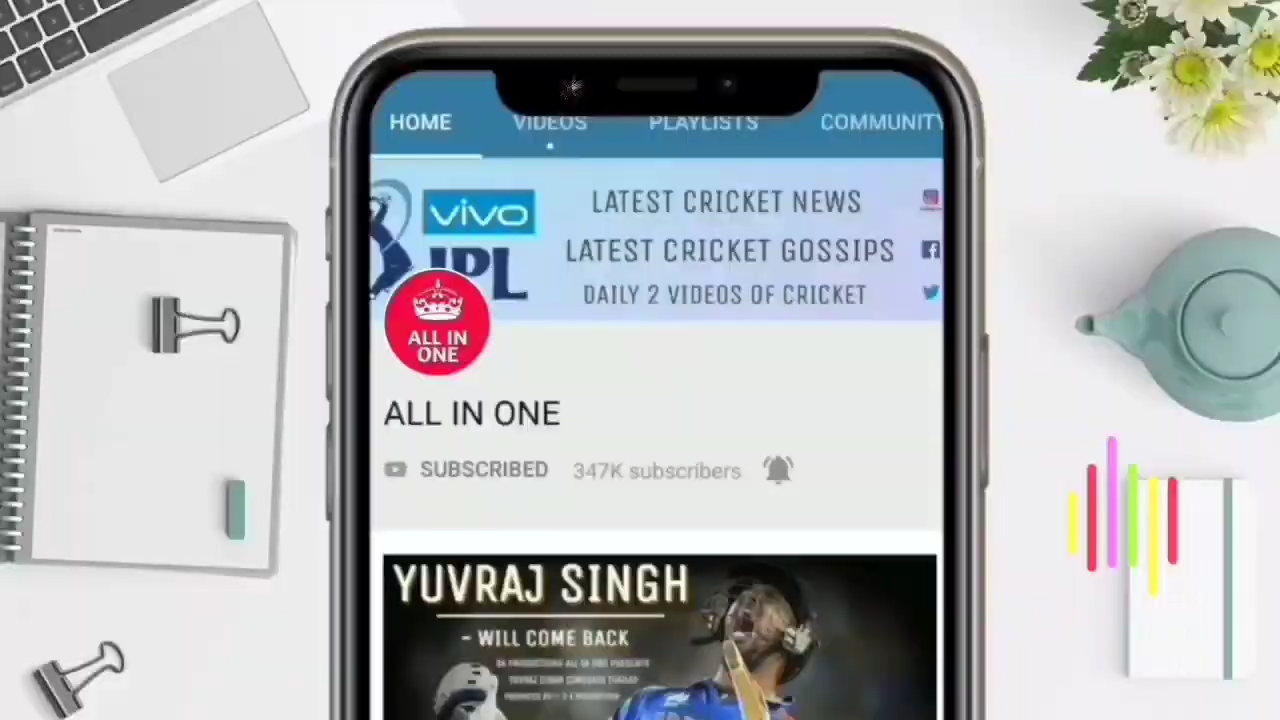 HOME VIDEOS PLAYLISTS COMMUNITY
vivo
IPL
LATEST CRICKET NEWS
LATEST CRICKET GOSSIPS
DAILY 2 VIDEOS OF CRICKET
ALL IN
ONE
ALL IN ONE
SUBSCRIBED 347K subscribers
YUVRAJ SINGH
- WILL COME BACK